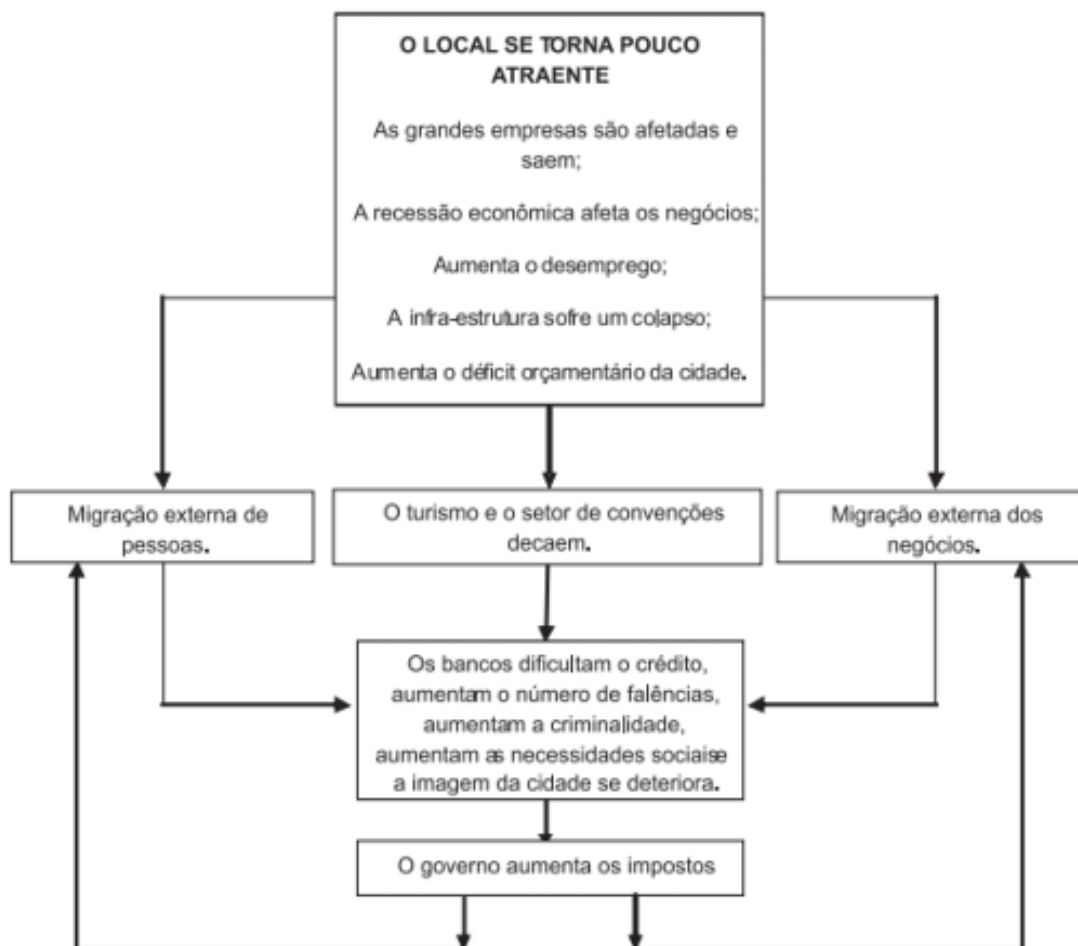 O LOCAL SE TORNA POUCO
ATRAENTE
As grandes empresas são afetadas e
saem;
A recessão econômica afeta os negócios;
Aumenta o desemprego;
A infra-estrutura sofre um colapso;
Aumenta o déficit orçamentário da cidade.
Migração externa de
pessoas.
O turismo e o setor de convenções
decaem.
Migração externa dos
negócios.
Os bancos dificultam o crédito,
aumentam o número de falências,
aumentam a criminalidade,
aumentam as necessidades sociaise
a imagem da cidade se deteriora.
O governo aumenta os impostos